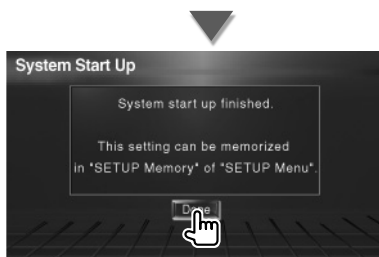 System Start Up
System start up finished.
This setting can be memorized
in "SETUP Memory" of "SETUP Menu".
Done